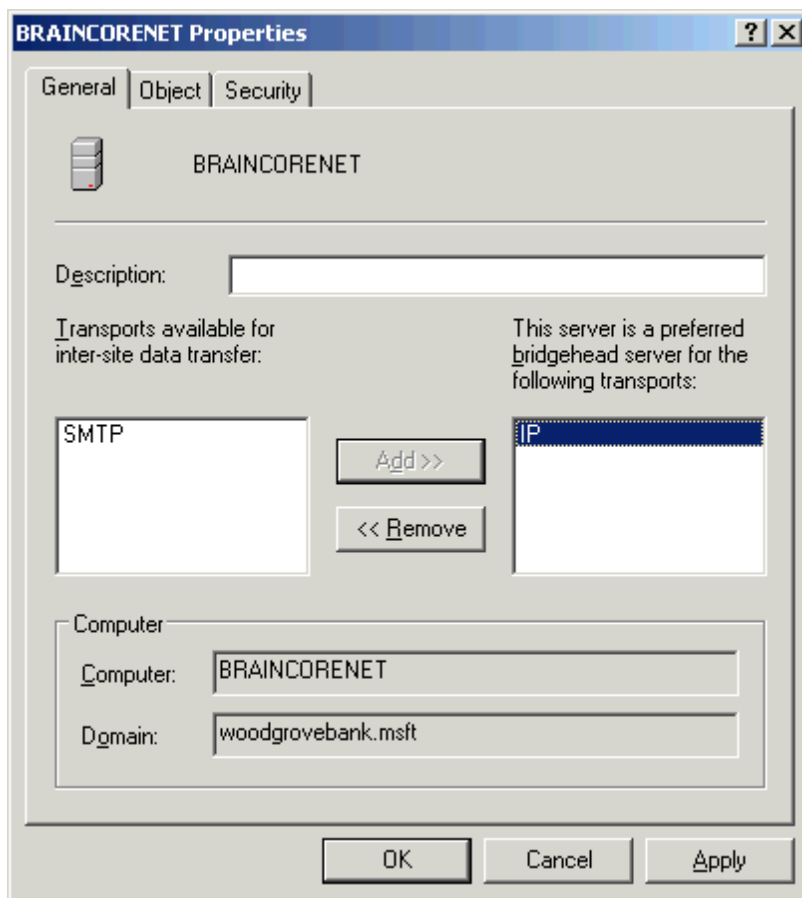 BRAINCORENET Properties
?
General Object Security
BRAINCORENET
Description:
Transports available for
inter-site data transfer:
This server is a preferred
bridgehead server for the
following transports:
SMTP
Add >>
<< Remove
IP
Computer
Computer: BRAINCORENET
Domain: woodgrovebank.msft
OK Cancel Apply